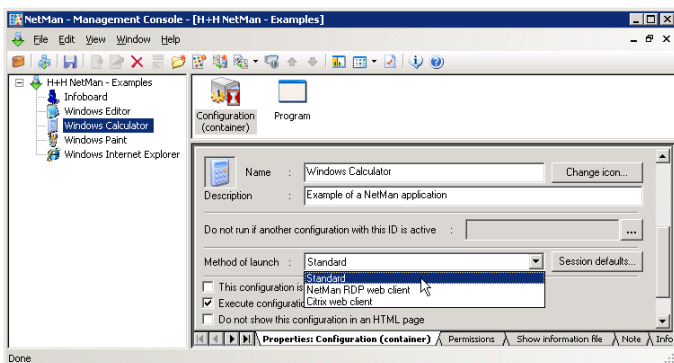 NetMan - Management Console - [H+H NetMan - Examples]
File Edit View Window Help
H+H NetMan - Examples
Infoboard
Windows Editor
Windows Calculator
Windows Paint
Windows Internet Explorer
Configuration
(container)
Program
Name :
Windows Calculator
Change icon...
Description :
Example of a NetMan application
Do not run if another configuration with this ID is active :
...
Method of launch :
Standard
Session defaults...
Standard
NetMan RDP web client
Citrix web client
This configuration is
Execute configuratio
Do not show this configuration in an HTML page
Properties: Configuration (container) Permissions Show information file Note Info
Done